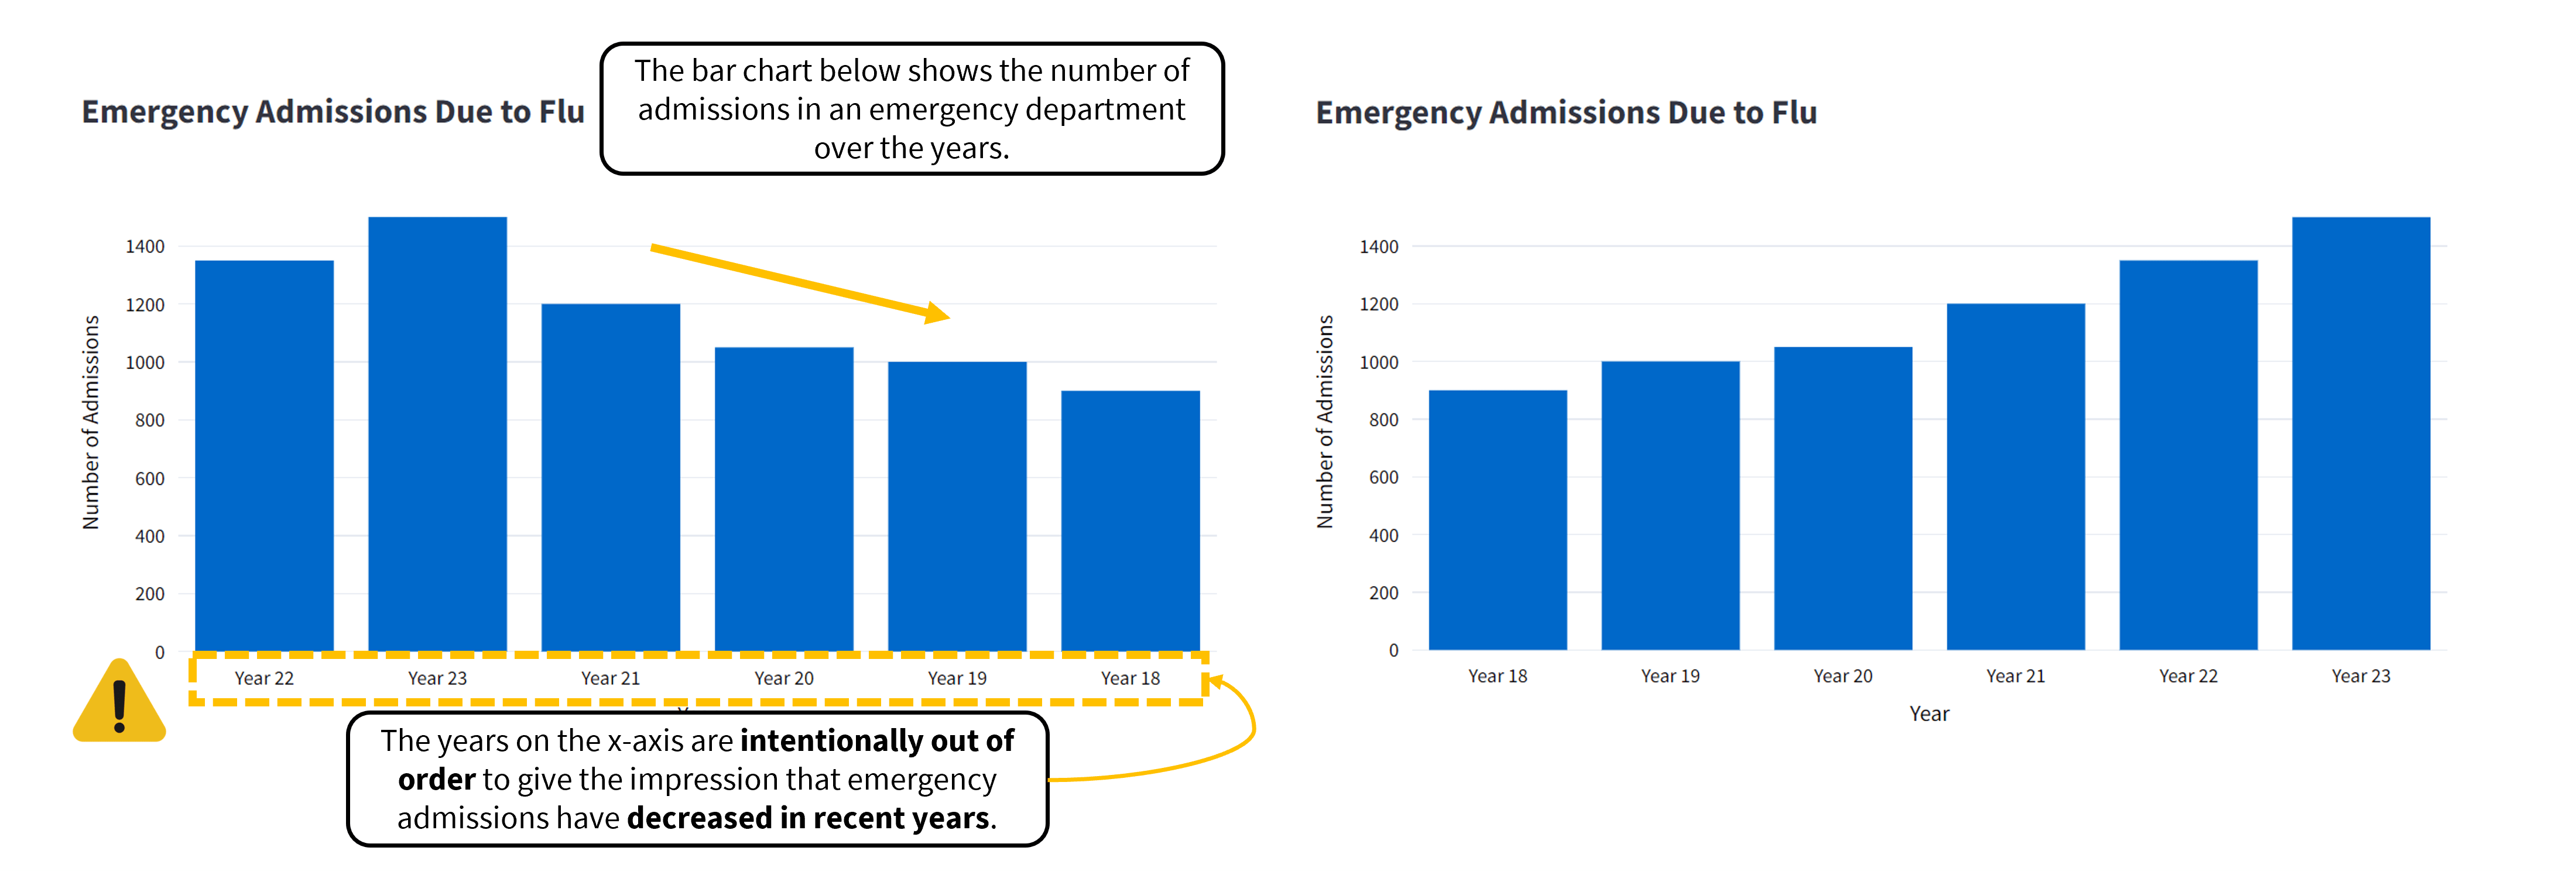 Emergency Admissions Due to Flu
The bar chart below shows the number of
admissions in an emergency department
over the years.
Number of Admissions
1400
1200
1000
800
600
400
200
0
Year 22 Year 23 Year 21 Year 20 Year 19 Year 18
The years on the x-axis are intentionally out of
order to give the impression that emergency
admissions have decreased in recent years.
Emergency Admissions Due to Flu
Number of Admissions
1400
1200
1000
800
600
400
200
0
Year 18 Year 19 Year 20 Year 21 Year 22 Year 23
Year